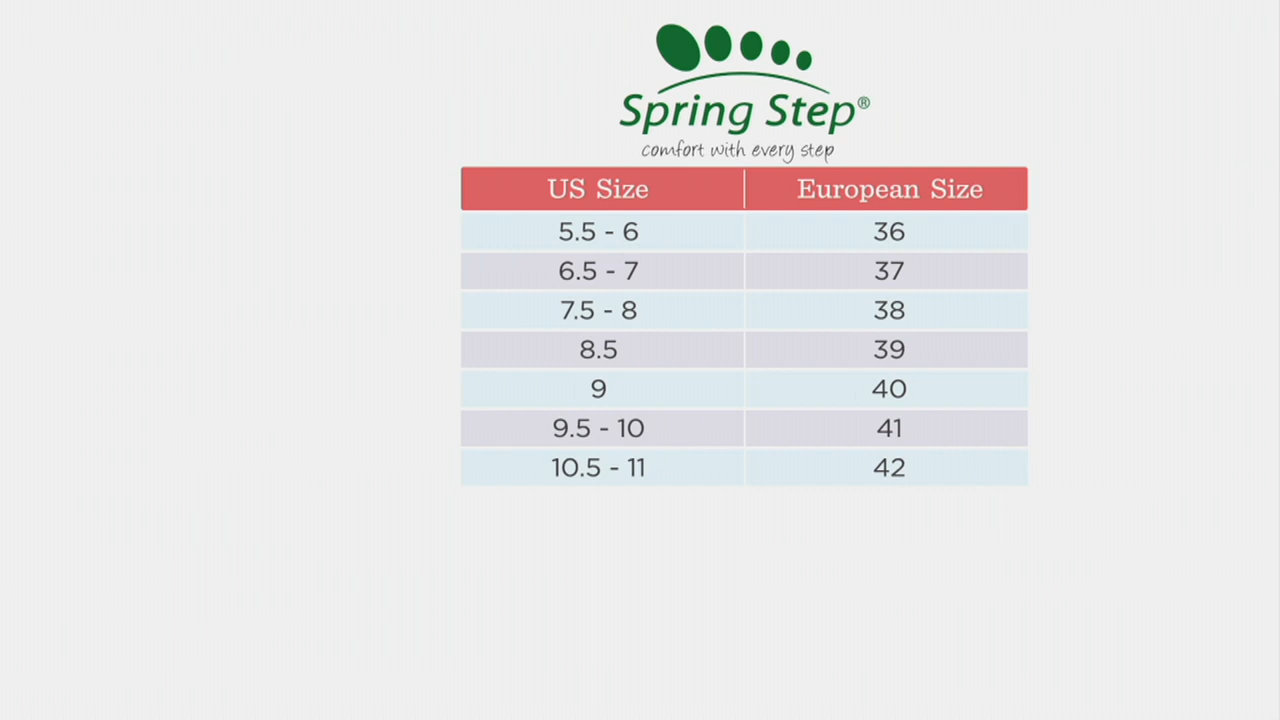 Spring Step®
comfort with every step
US Size European Size
5.5 - 6 36
6.5 - 7 37
7.5 - 8 38
8.5 39
9 40
9.5 - 10 41
10.5 - 11 42